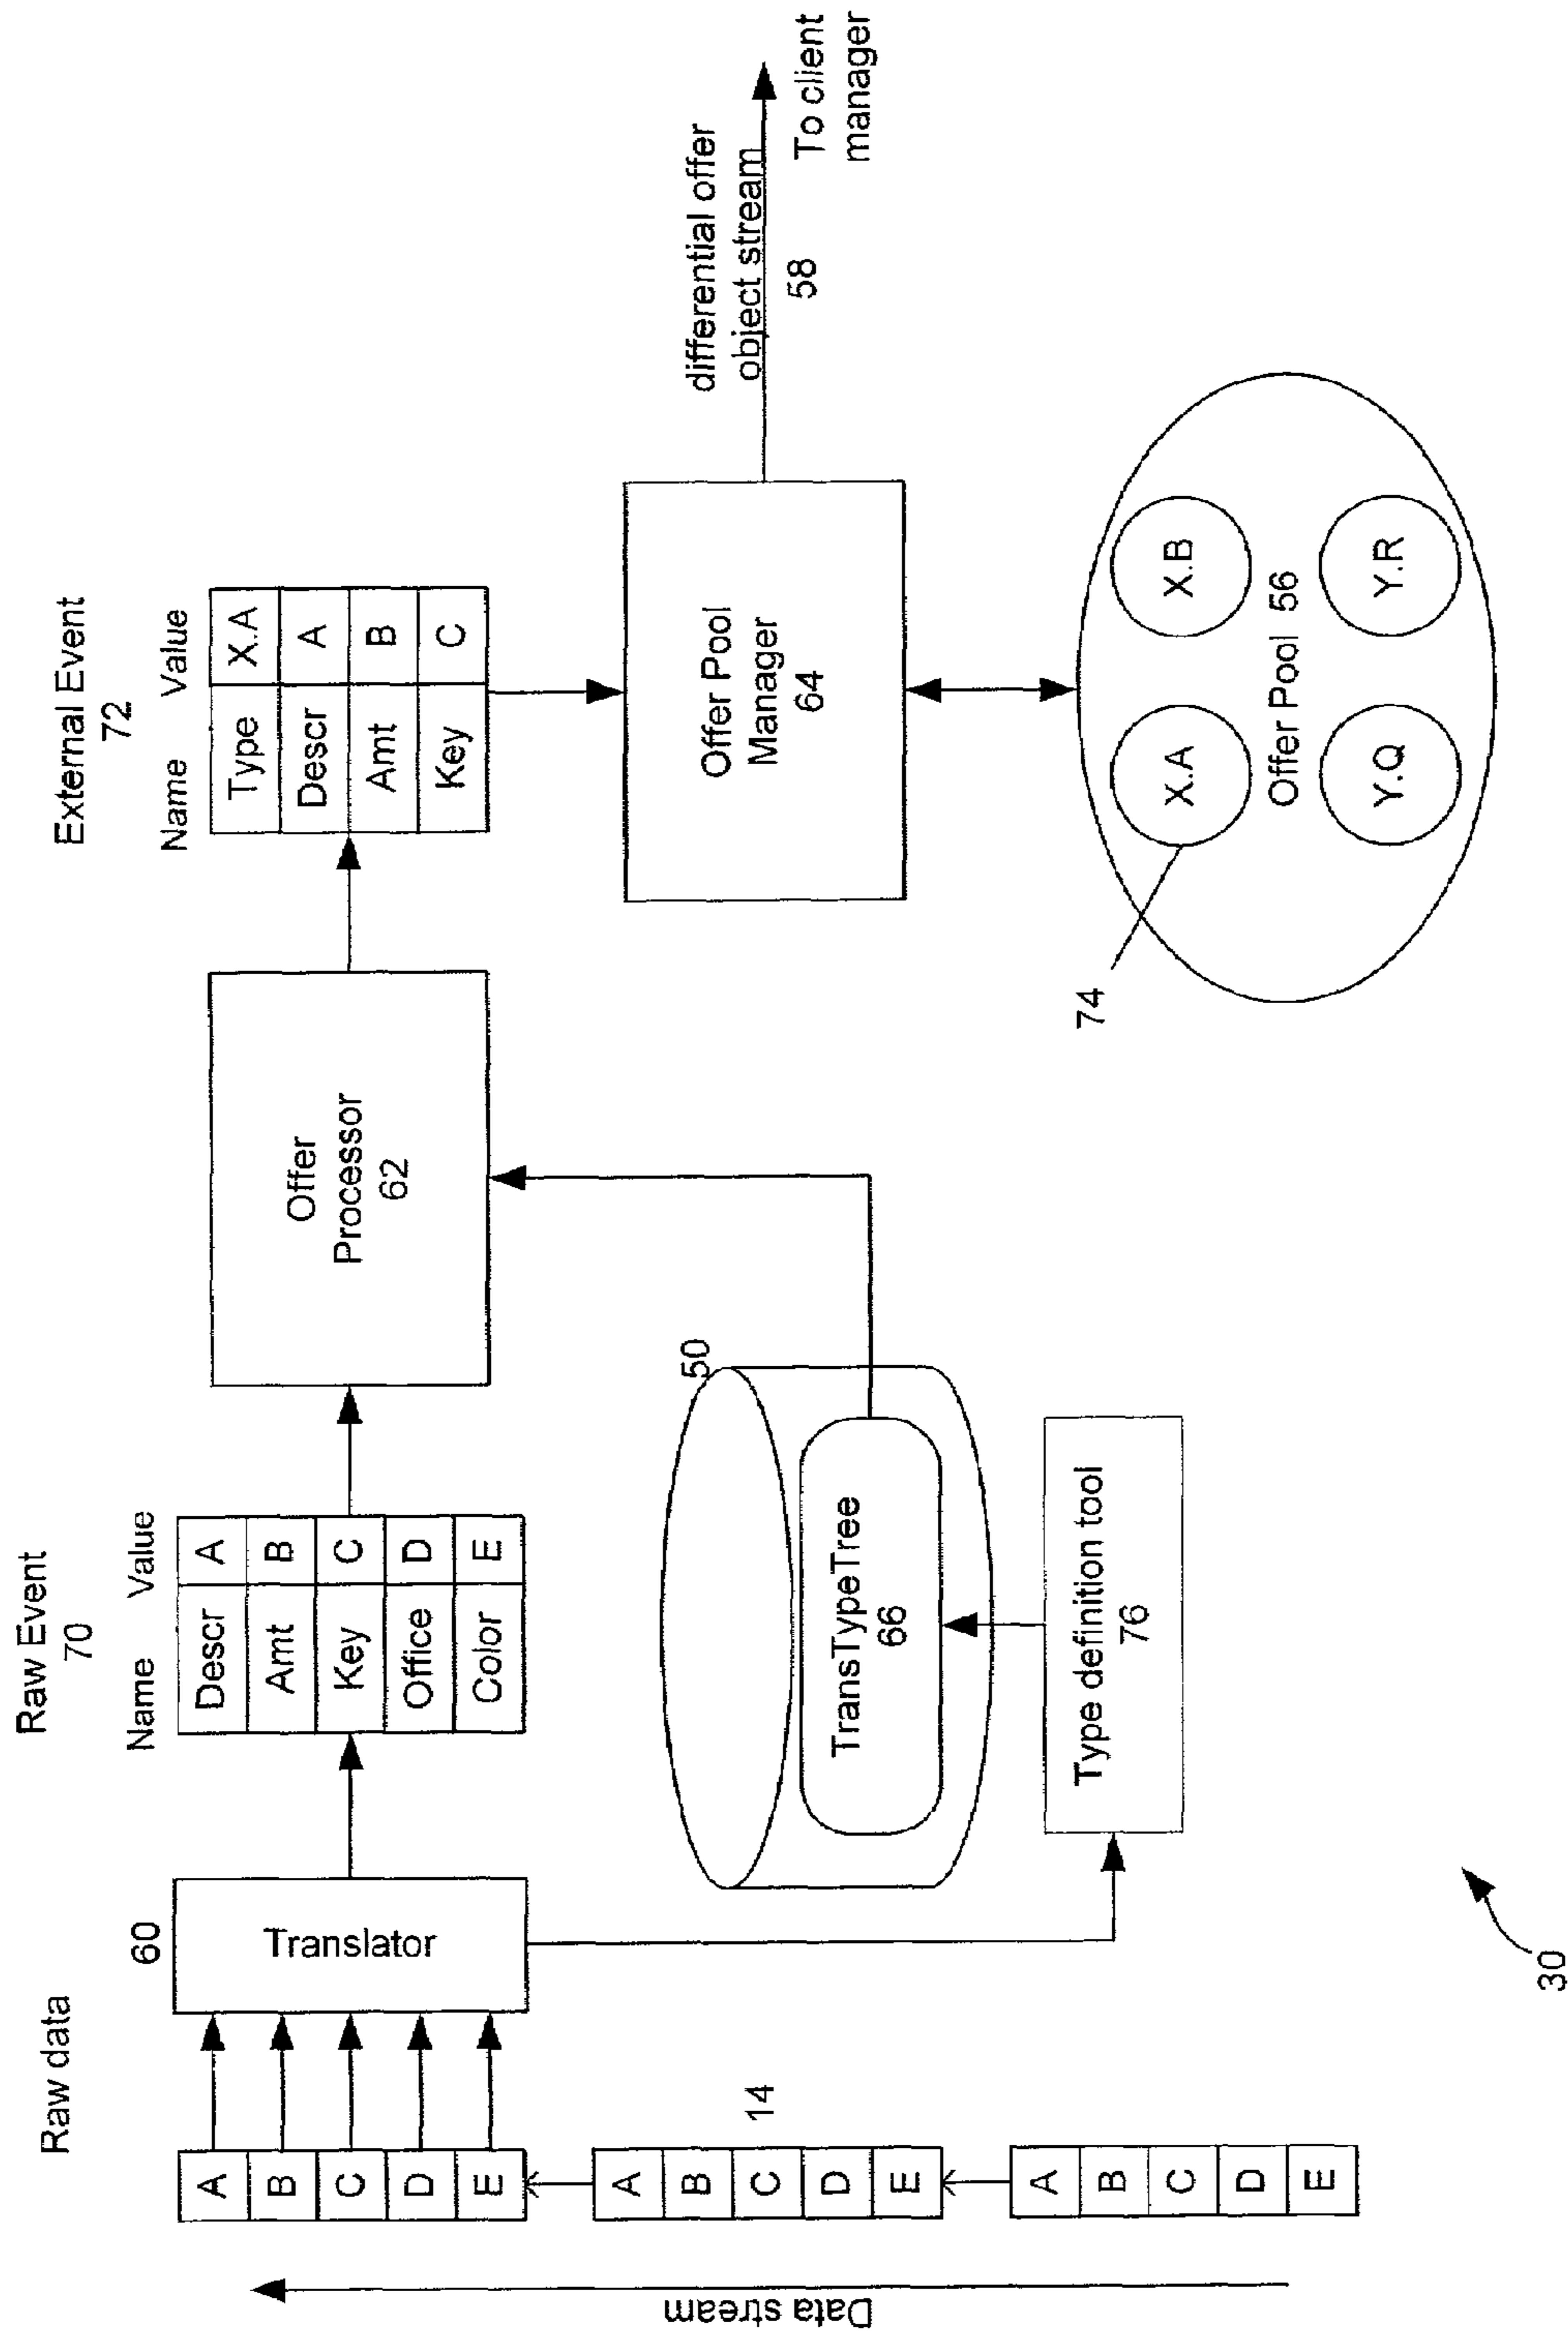 Raw data
Raw Event
70
External Event
72
60
Name Value
Name Value
A
B
C
D
E
Translator
Descr A
Amt B
Key C
Office D
Color E
Offer
Processor
62
Type X.A
Descr A
Amt B
Key C
differential offer
object stream
58
To client
manager
Data stream
14
A
B
C
D
E
A
B
C
D
E
50
TransTypeTree
66
Type definition tool
76
Offer Pool
Manager
64
74
X.A
X.B
Offer Pool 56
Y.Q
Y.R
30